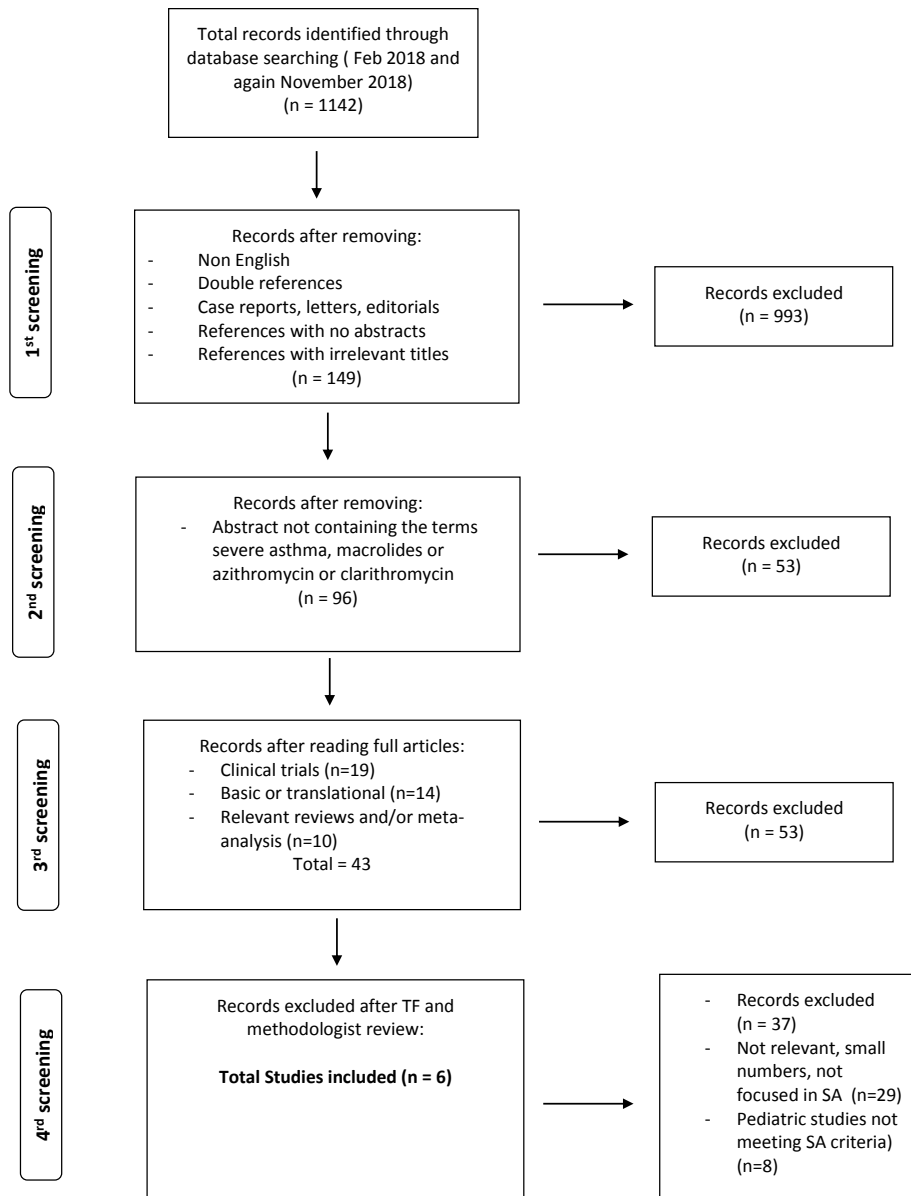 Total records identified through
database searching ( Feb 2018 and
again November 2018)
(n = 1142)
1st screening
Records after removing:
- Non English
- Double references
- Case reports, letters, editorials
- References with no abstracts
- References with irrelevant titles
(n = 149)
Records excluded
(n = 993)
2nd screening
Records after removing:
- Abstract not containing the terms
severe asthma, macrolides or
azithromycin or clarithromycin
(n = 96)
Records excluded
(n = 53)
3rd screening
Records after reading full articles:
- Clinical trials (n=19)
- Basic or translational (n=14)
- Relevant reviews and/or meta-
analysis (n=10)
Total = 43
Records excluded
(n = 53)
4rd screening
Records excluded after TF and
methodologist review:
Total Studies included (n = 6)
- Records excluded
(n = 37)
- Not relevant, small
numbers, not
focused in SA (n=29)
- Pediatric studies not
meeting SA criteria)
(n=8)